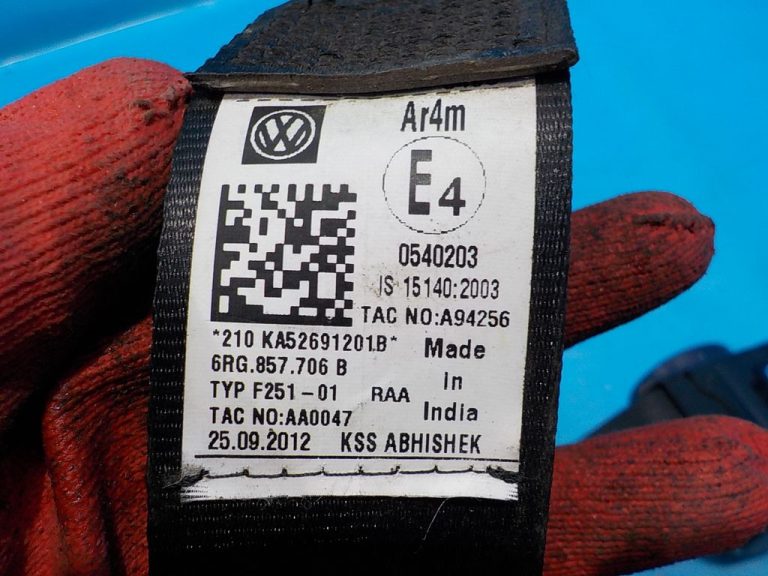 VW
Ar4m
E4
0540203
IS 15140:2003
TAC NO:A94256
*210 KA52691201B*
6RG.857.706 B
Made
in
India
TYP F251-01 RAA
TAC NO:AA0047
25.09.2012 KSS ABHISHEK